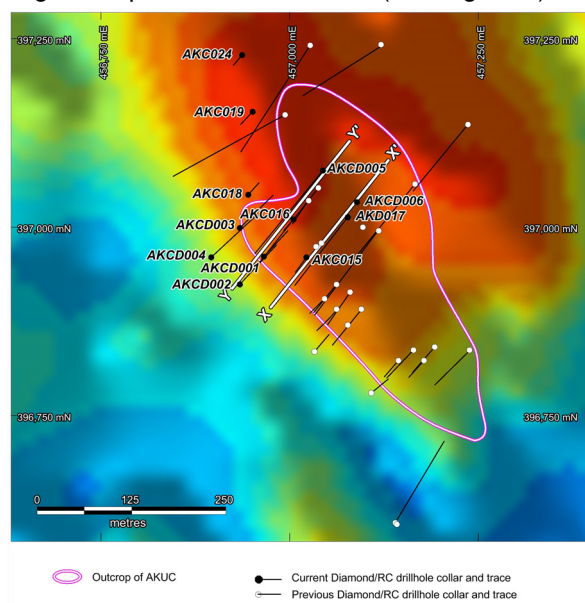 397,250 mN
456,750 mE
457,000 mE
457,250 mE
397,250 mN
AKC024
AKC019
Y'
X'
AKCD005
AKC018
AKCD006
AKC016
AKD017
397,000 mN
AKCD003
397,000 mN
AKCD004
AKCD001
AKC015
AKCD002
Y
X
396,750 mN
396,750 mN
0 125 250
metres
Outcrop of AKUC
Current Diamond/RC drillhole collar and trace
Previous Diamond/RC drillhole collar and trace